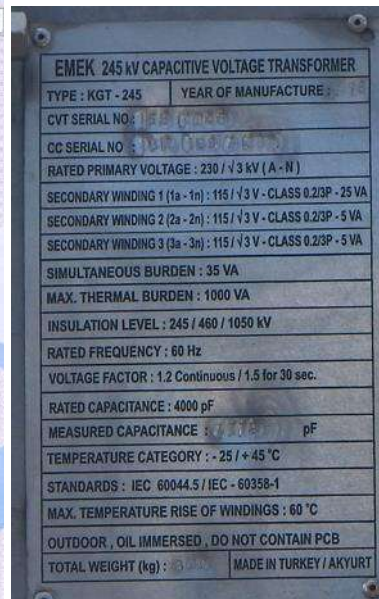 EMEK 245 kV CAPACITIVE VOLTAGE TRANSFORMER
TYPE : KGT - 245 YEAR OF MANUFACTURE :
CVT SERIAL NO :
CC SERIAL NO :
RATED PRIMARY VOLTAGE : 230 / √3 kV ( A - N )
SECONDARY WINDING 1 (1a - 1n) : 115 / √3 V - CLASS 0.2/3P - 25 VA
SECONDARY WINDING 2 (2a - 2n) : 115 / √3 V - CLASS 0.2/3P - 5 VA
SECONDARY WINDING 3 (3a - 3n) : 115 / √3 V - CLASS 0.2/3P - 5 VA
SIMULTANEOUS BURDEN : 35 VA
MAX. THERMAL BURDEN : 1000 VA
INSULATION LEVEL : 245 / 460 / 1050 kV
RATED FREQUENCY : 60 Hz
VOLTAGE FACTOR : 1.2 Continuous / 1.5 for 30 sec.
RATED CAPACITANCE : 4000 pF
MEASURED CAPACITANCE : pF
TEMPERATURE CATEGORY : - 25 / + 45 °C
STANDARDS : IEC 60044.5 / IEC - 60358-1
MAX. TEMPERATURE RISE OF WINDINGS : 60 °C
OUTDOOR , OIL IMMERSED , DO NOT CONTAIN PCB
TOTAL WEIGHT (kg) : MADE IN TURKEY / AKYURT